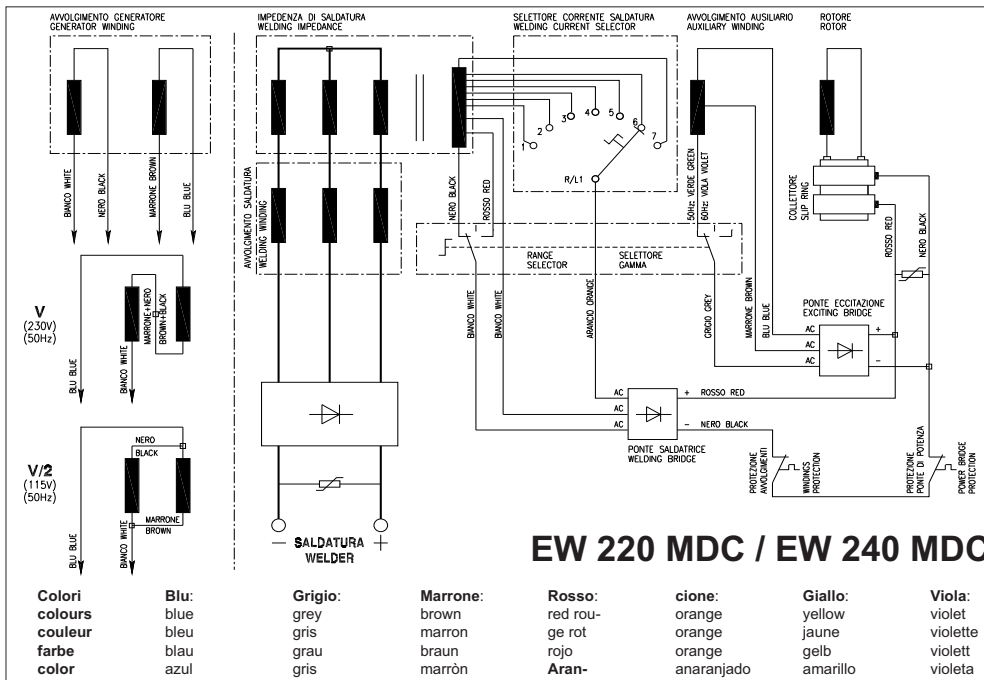 AVVOLGIMENTO GENERATORE
GENERATOR WINDING
IMPEDENZA DI SALDATURA
WELDING IMPEDANCE
SELETTORE CORRENTE SALDATURA
WELDING CURRENT SELECTOR
AVVOLGIMENTO AUSILIARIO
AUXILIARY WINDING
ROTORE
ROTOR
1
2
3
4
5
6
7
R/L1
BIANCO WHITE
NERO BLACK
MARRONE BROWN
BLU BLUE
AVVOLGIMENTO SALDATURA
WELDING WINDING
NERO BLACK
ROSSO RED
50Hz: VERDE GREEN
60Hz: VIOLA VIOLET
COLLETTORE
SLIP RING
ROSSO RED
NERO BLACK
RANGE
SELECTOR
SELETTORE
GAMMA
V
(230V)
(50Hz)
MARRONE+NERO
BROWN+BLACK
BLU BLUE
BIANCO WHITE
BIANCO WHITE
BIANCO WHITE
ARANCIO ORANGE
GRIGIO GREY
MARRONE BROWN
BLU BLUE
PONTE ECCITAZIONE
EXCITING BRIDGE
AC
AC
AC
+
−
AC
AC
AC
+
−
ROSSO RED
NERO BLACK
PONTE SALDATRICE
WELDING BRIDGE
V/2
(115V)
(50Hz)
NERO
BLACK
MARRONE
BROWN
BLU BLUE
BIANCO WHITE
PROTEZIONE
AVVOLGIMENTI
WINDINGS
PROTECTION
PROTEZIONE
PONTE DI POTENZA
POWER BRIDGE
PROTECTION
− SALDATURA +
WELDER
EW 220 MDC / EW 240 MDC
Colori Blu: Grigio: Marrone: Rosso: cione: Giallo: Viola:
colours blue grey brown red rou- orange yellow violet
couleur bleu gris marron ge rot orange jaune violette
farbe blau grau braun rojo orange gelb violett
color azul gris marròn Aran- anaranjado amarillo violeta